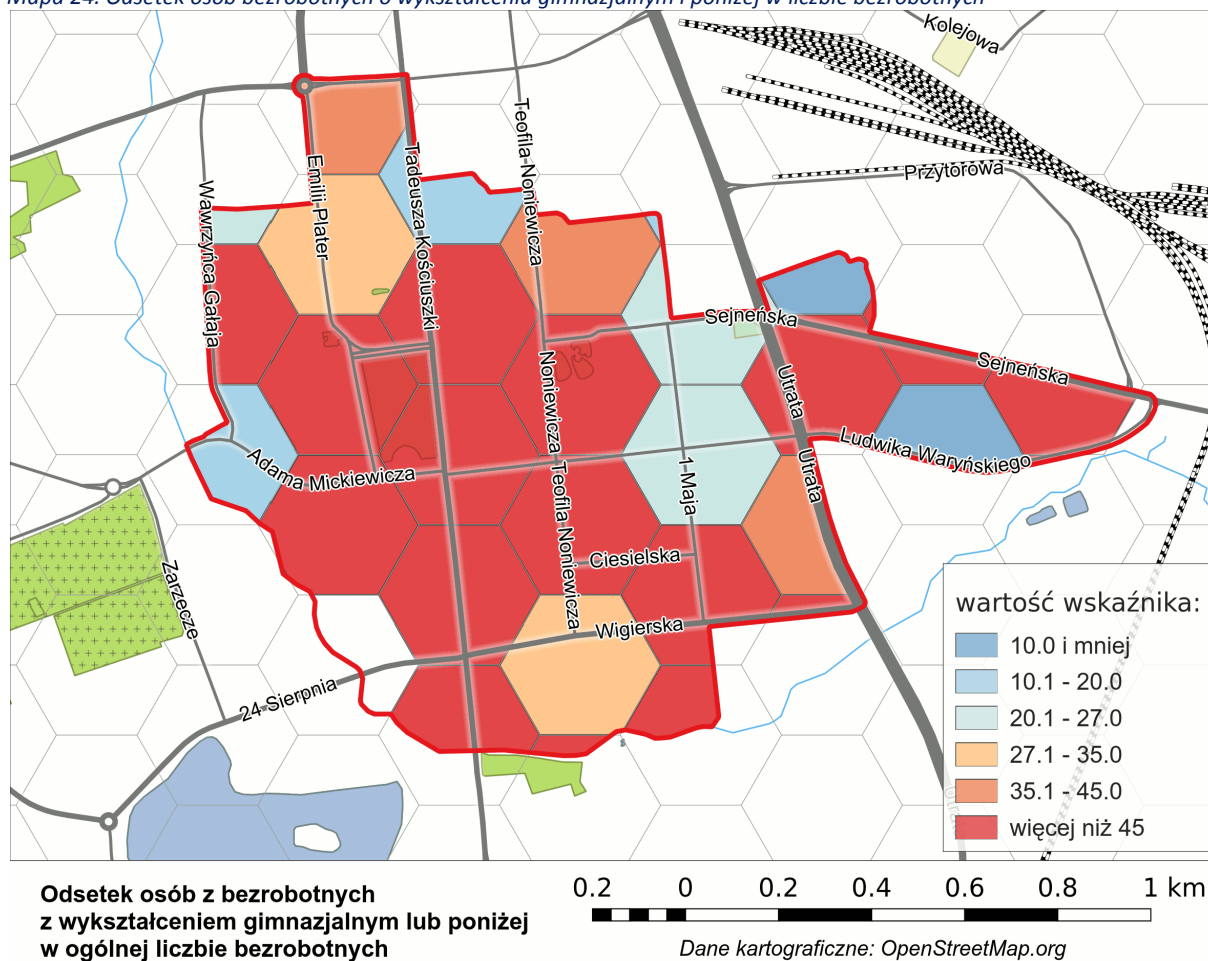 Mapa 24. Odsetek osób bezrobotnych o wykształceniu gimnazjalnym i poniżej w liczbie bezrobotnych
Kolejowa
Teofila Noniewicza
Tadeusza Kościuszki
Emilii Plater
Przytorowa
Wawrzyńca Gałaja
Sejneńska
Sejneńska
Utrata
Noniewicza
Ludwika Waryńskiego
Adama Mickiewicza
Utrata
1 Maja
Teofila Noniewicza
Ciesielska
Zarzecze
Wigierska
24 Sierpnia
wartość wskaźnika:
10.0 i mniej
10.1 - 20.0
20.1 - 27.0
27.1 - 35.0
35.1 - 45.0
więcej niż 45
Utrata
Odsetek osób z bezrobotnych
z wykształceniem gimnazjalnym lub poniżej
w ogólnej liczbie bezrobotnych
0.2 0 0.2 0.4 0.6 0.8 1 km
Dane kartograficzne: OpenStreetMap.org